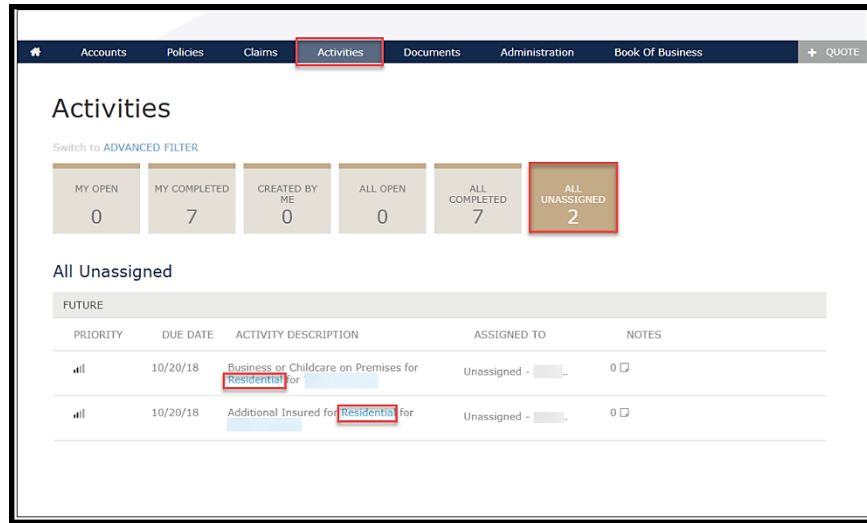 Accounts Policies Claims Activities Documents Administration Book Of Business + QUOTE
Activities
Switch to ADVANCED FILTER
MY OPEN
0
MY COMPLETED
7
CREATED BY
ME
0
ALL OPEN
0
ALL
COMPLETED
7
ALL
UNASSIGNED
2
All Unassigned
FUTURE
PRIORITY DUE DATE ACTIVITY DESCRIPTION ASSIGNED TO NOTES
10/20/18 Business or Childcare on Premises for
Residential for
Unassigned - .. 0
10/20/18 Additional Insured for Residential for
Unassigned - .. 0